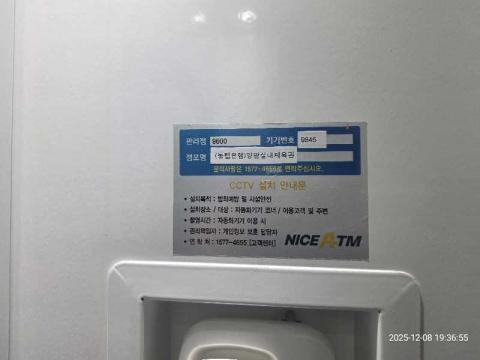 관리점 9600 기기번호 9845
점포명 (농협은행)양평실내체육관
문의사항은 1577-4655로 연락주십시오.
CCTV 설치 안내문
• 설치목적 : 범죄예방 및 시설안전
• 설치장소 / 대상 : 자동화기기 코너 / 이용고객 및 주변
• 촬영시간 : 자동화기기 이용 시
• 관리책임자 : 개인정보 보호 담당자
• 연 락 처 : 1577-4655 [고객센터]
NICE ATM
2025-12-08 19:36:55